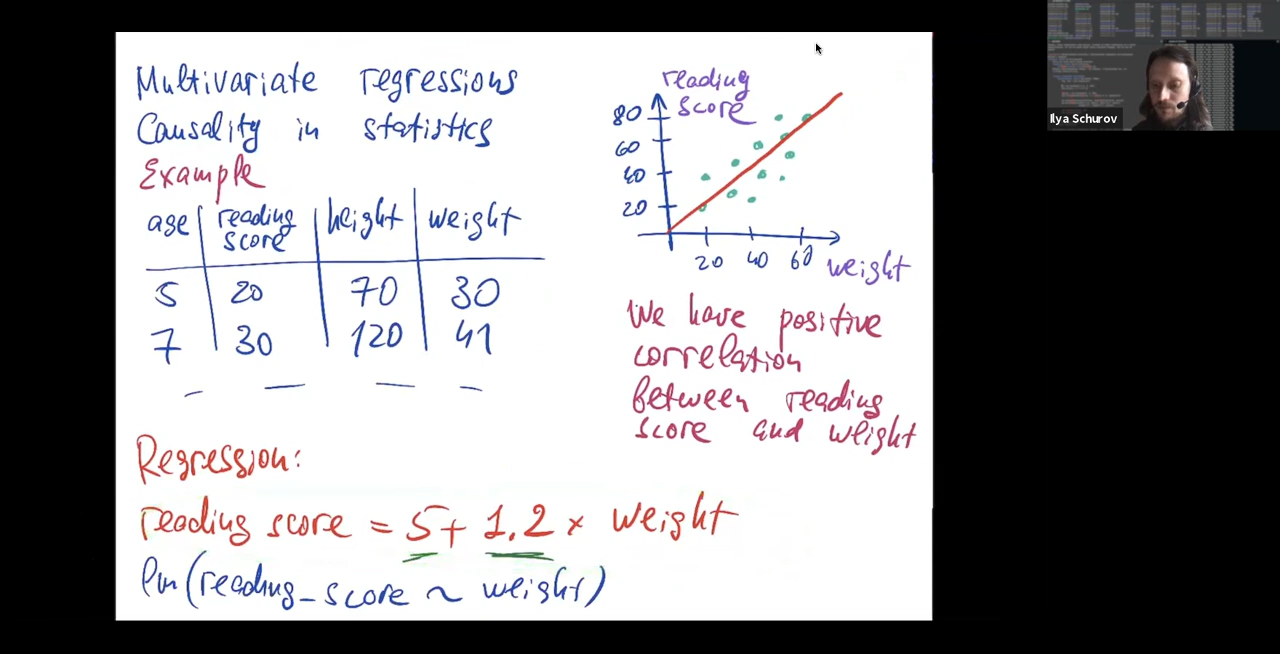 Multivariate regressions
Causality in statistics
Example
age reading score height weight
5 20 70 30
7 30 120 41
Regression:
reading score = 5 + 1.2 × weight
lm(reading_score ~ weight)
reading score
80
60
40
20
20 40 60
weight
We have positive
correlation
between reading
score and weight
Ilya Schurov